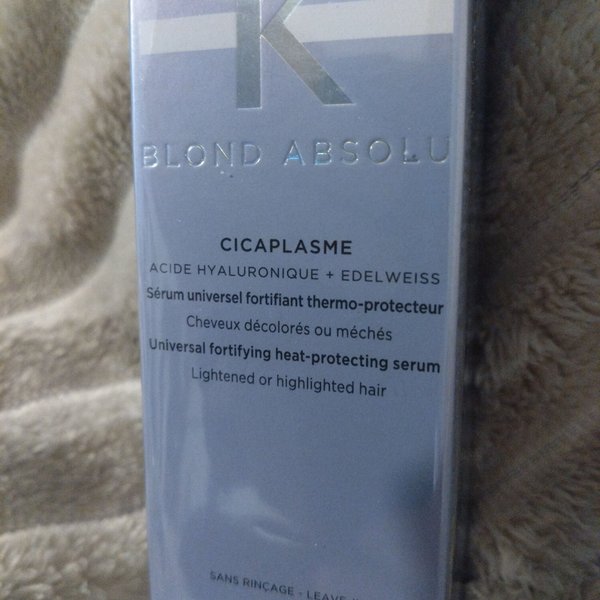 K
BLOND ABSOLU
CICAPLASME
ACIDE HYALURONIQUE + EDELWEISS
Sérum universel fortifiant thermo-protecteur
Cheveux décolorés ou méchés
Universal fortifying heat-protecting serum
Lightened or highlighted hair
SANS RINÇAGE - LEAVE-